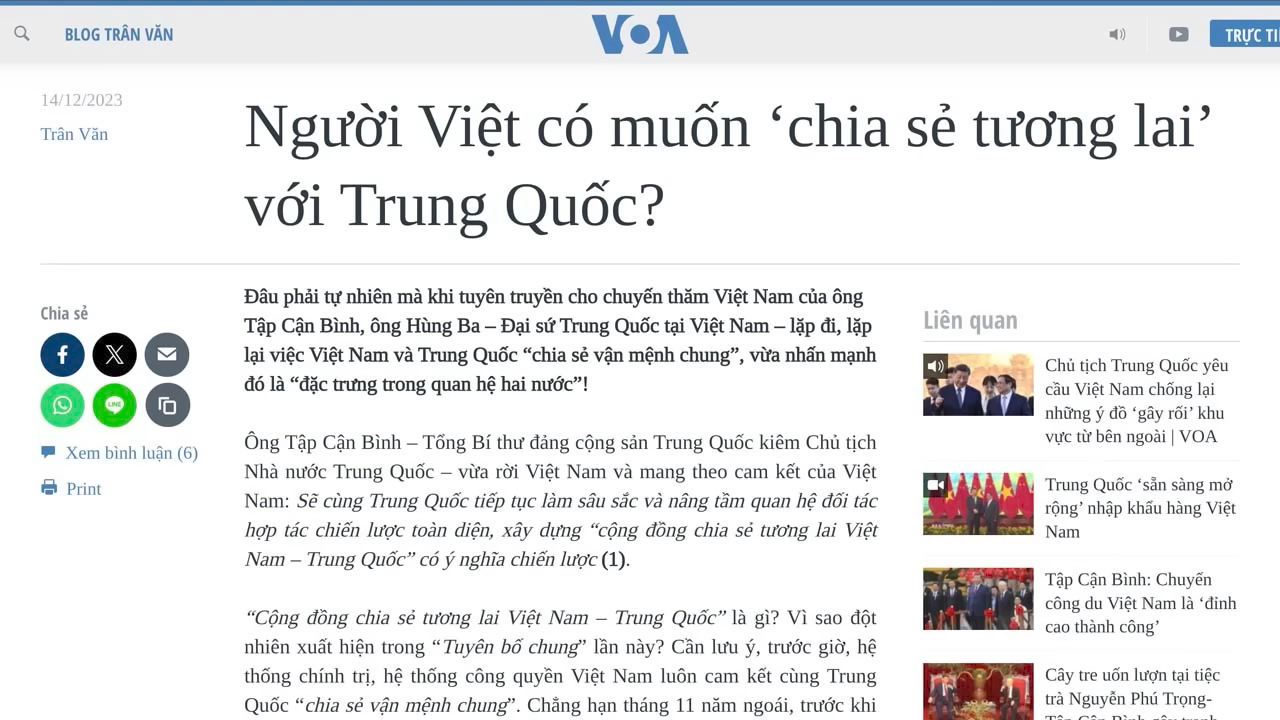 BLOG TRÂN VĂN
VOA
TRỰC TI
14/12/2023
Trân Văn
Người Việt có muốn ‘chia sẻ tương lai’
với Trung Quốc?
Chia sẻ
LINE
Xem bình luận (6)
Print
Đâu phải tự nhiên mà khi tuyên truyền cho chuyến thăm Việt Nam của ông
Tập Cận Bình, ông Hùng Ba – Đại sứ Trung Quốc tại Việt Nam – lặp đi, lặp
lại việc Việt Nam và Trung Quốc “chia sẻ vận mệnh chung”, vừa nhấn mạnh
đó là “đặc trưng trong quan hệ hai nước”!
Ông Tập Cận Bình – Tổng Bí thư đảng cộng sản Trung Quốc kiêm Chủ tịch
Nhà nước Trung Quốc – vừa rời Việt Nam và mang theo cam kết của Việt
Nam: Sẽ cùng Trung Quốc tiếp tục làm sâu sắc và nâng tầm quan hệ đối tác
hợp tác chiến lược toàn diện, xây dựng “cộng đồng chia sẻ tương lai Việt
Nam – Trung Quốc” có ý nghĩa chiến lược (1).
“Cộng đồng chia sẻ tương lai Việt Nam – Trung Quốc” là gì? Vì sao đột
nhiên xuất hiện trong “Tuyên bố chung” lần này? Cần lưu ý, trước giờ, hệ
thống chính trị, hệ thống công quyền Việt Nam luôn cam kết cùng Trung
Quốc “chia sẻ vận mệnh chung”. Chẳng hạn tháng 11 năm ngoái, trước khi
Liên quan
Chủ tịch Trung Quốc yêu
cầu Việt Nam chống lại
những ý đồ ‘gây rối’ khu
vực từ bên ngoài | VOA
Trung Quốc ‘sẵn sàng mở
rộng’ nhập khẩu hàng Việt
Nam
Tập Cận Bình: Chuyến
công du Việt Nam là ‘đỉnh
cao thành công’
Cây tre uốn lượn tại tiệc
trà Nguyễn Phú Trọng-